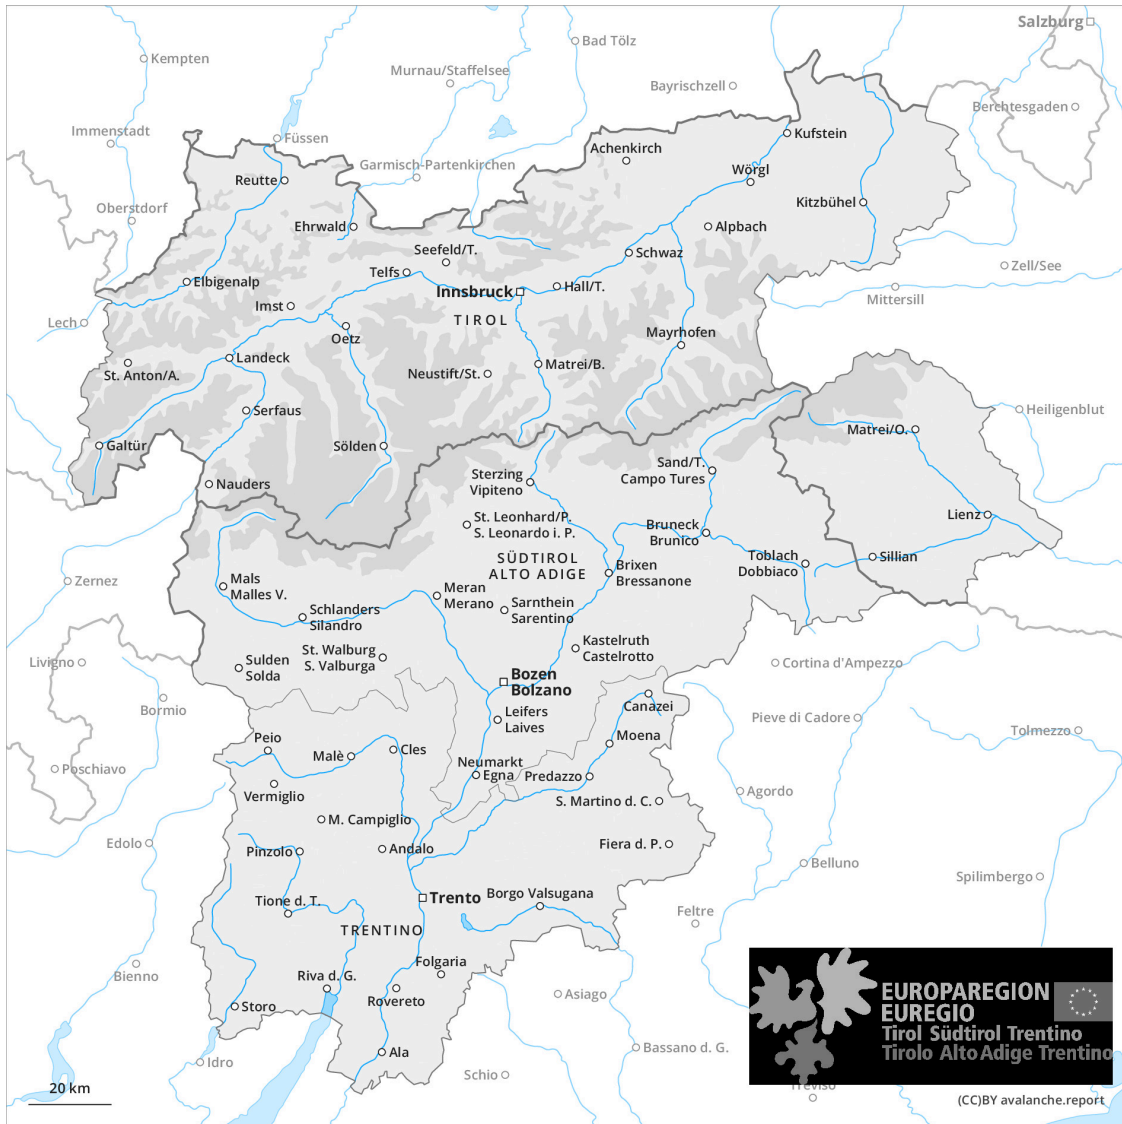 Salzburg
Bad Tölz
Kempten
Murnau/Staffelsee
Bayrischzell
Berchtesgaden
Immenstadt
Füssen
Kufstein
Achenkirch
Garmisch-Partenkirchen
Wörgl
Reutte
Kitzbühel
Oberstdorf
Ehrwald
Alpbach
Seefeld/T.
Schwaz
Telfs
Zell/See
Elbigenalp
Innsbruck
Hall/T.
Mittersill
Imst
TIROL
Lech
Oetz
Mayrhofen
Landeck
St. Anton/A.
Neustift/St.
Matrei/B.
Serfaus
Heiligenblut
Matrei/O.
Galtür
Sölden
Nauders
Sterzing
Vipiteno
Sand/T.
Campo Tures
St. Leonhard/P.
S. Leonardo i. P.
Bruneck
Brunico
Lienz
SÜDTIROL
ALTO ADIGE
Toblach
Dobbiaco
Sillian
Brixen
Bressanone
Zernez
Mals
Malles V.
Meran
Merano
Sarnthein
Sarentino
Schlanders
Silandro
St. Walburg
S. Valburga
Kastelruth
Castelrotto
Livigno
Sulden
Solda
Cortina d'Ampezzo
Bozen
Bolzano
Bormio
Canazei
Leifers
Laives
Pieve di Cadore
Tolmezzo
Peio
Moena
Malè
Cles
Neumarkt
Egna
Predazzo
Poschiavo
Vermiglio
Agordo
S. Martino d. C.
M. Campiglio
Edolo
Pinzolo
Andalo
Fiera d. P.
Belluno
Spilimbergo
Tione d. T.
Trento
Borgo Valsugana
Feltre
TRENTINO
Folgaria
Bienno
Riva d. G.
Rovereto
Asiago
Storo
EUROPAREGION
EUREGIO
Tirol Südtirol Trentino
Tirolo Alto Adige Trentino
Ala
Idro
Bassano d. G.
Schio
Treviso
20 km
(CC)BY avalanche.report